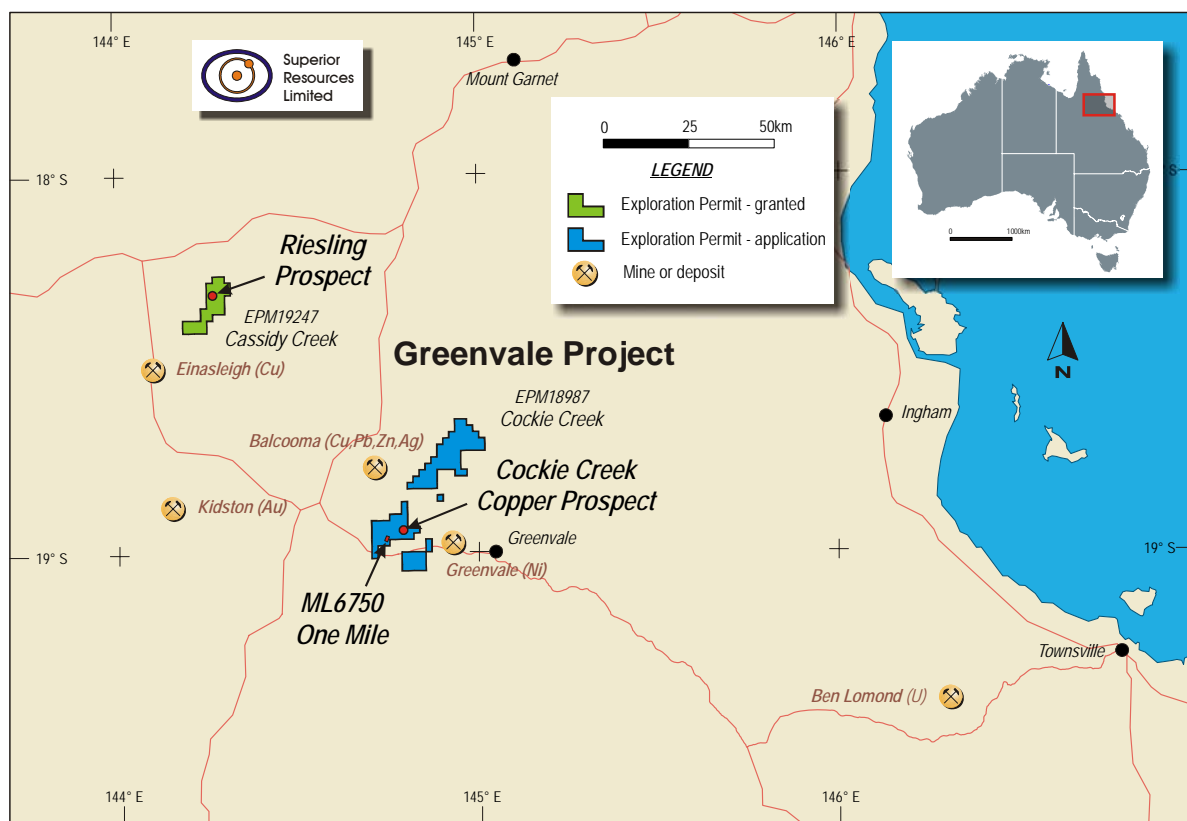 144° E
145° E
146° E
Superior
Resources
Limited
Mount Garnet
0 25 50km
LEGEND
Exploration Permit - granted
Exploration Permit - application
Mine or deposit
0 1000km
18° S
S
Riesling
Prospect
EPM19247
Cassidy Creek
Einasleigh (Cu)
Greenvale Project
N
EPM18987
Cockie Creek
Ingham
Balcooma (Cu,Pb,Zn,Ag)
Cockie Creek
Copper Prospect
Kidston (Au)
Greenvale
19° S
19° S
Greenvale (Ni)
ML6750
One Mile
Townsville
Ben Lomond (U)
144° E
145° E
146° E